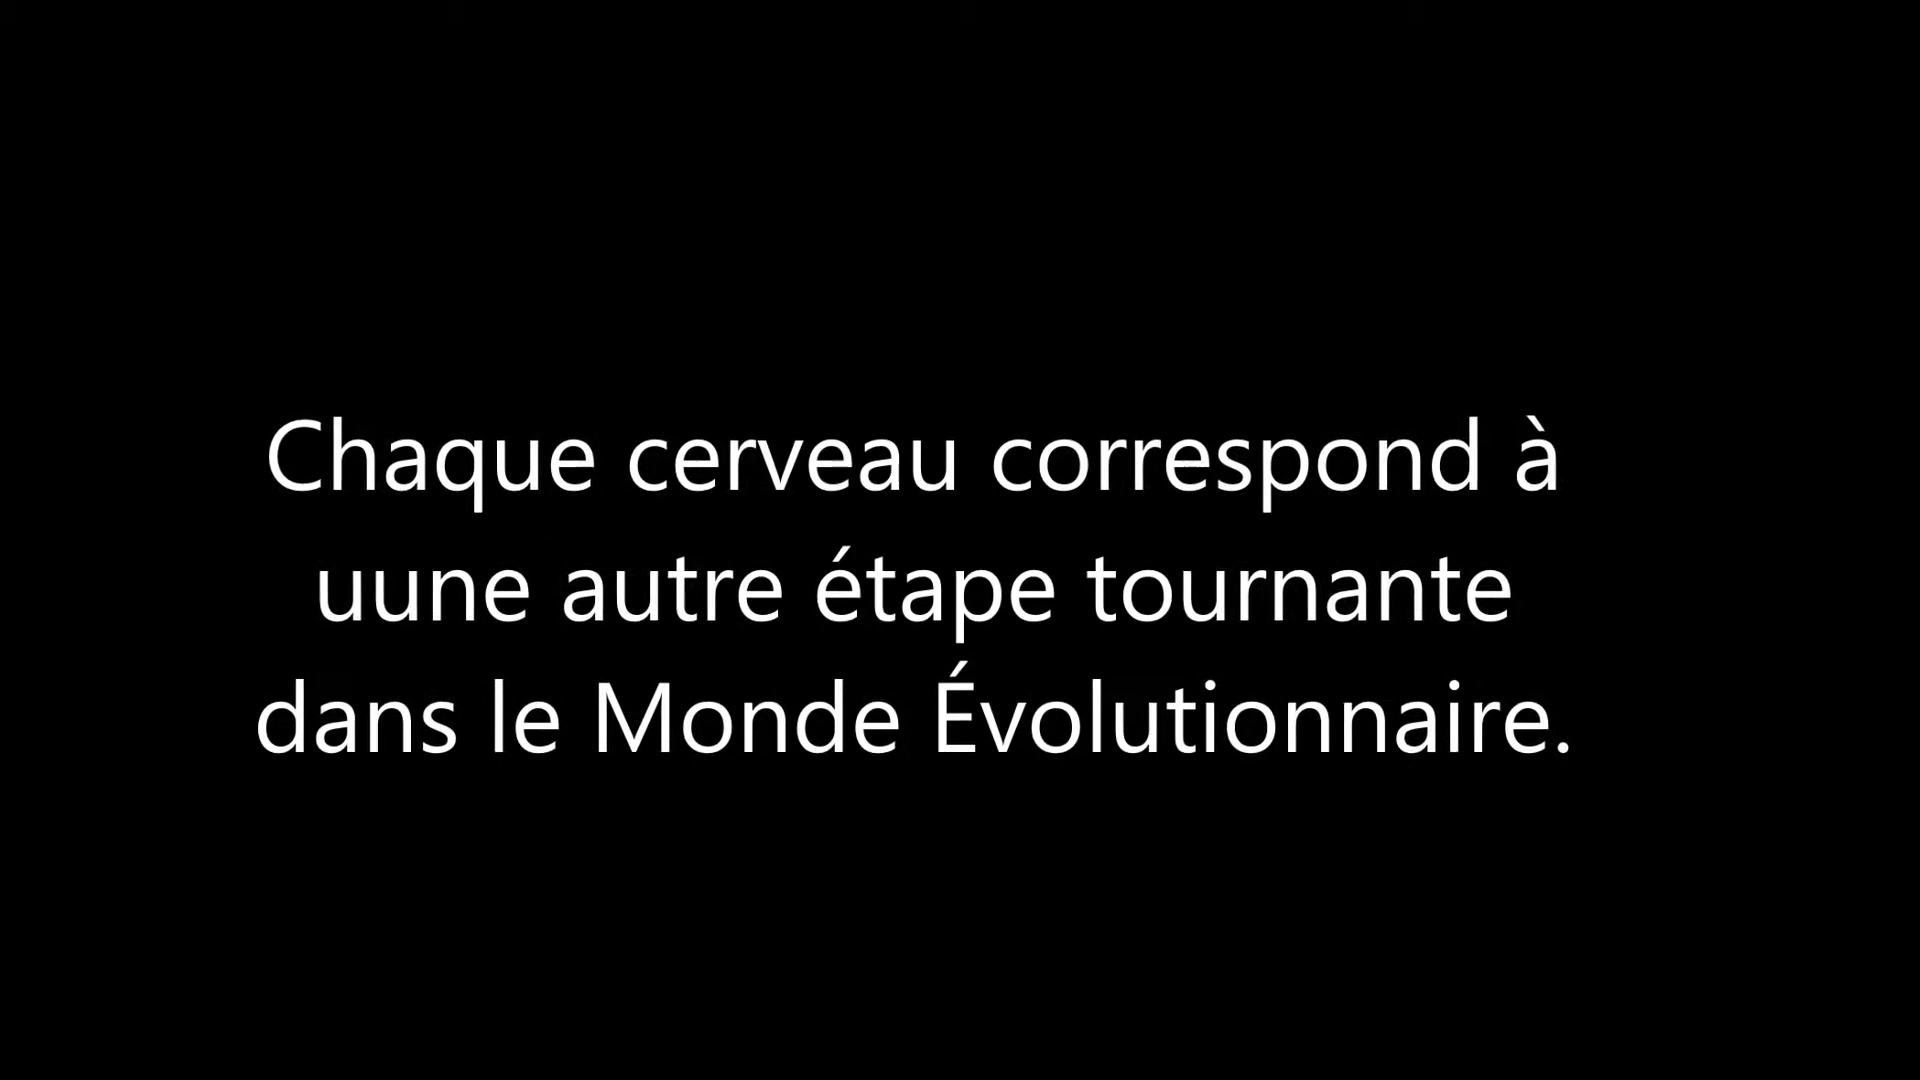 Chaque cerveau correspond à
uune autre étape tournante
dans le Monde Évolutionnaire.